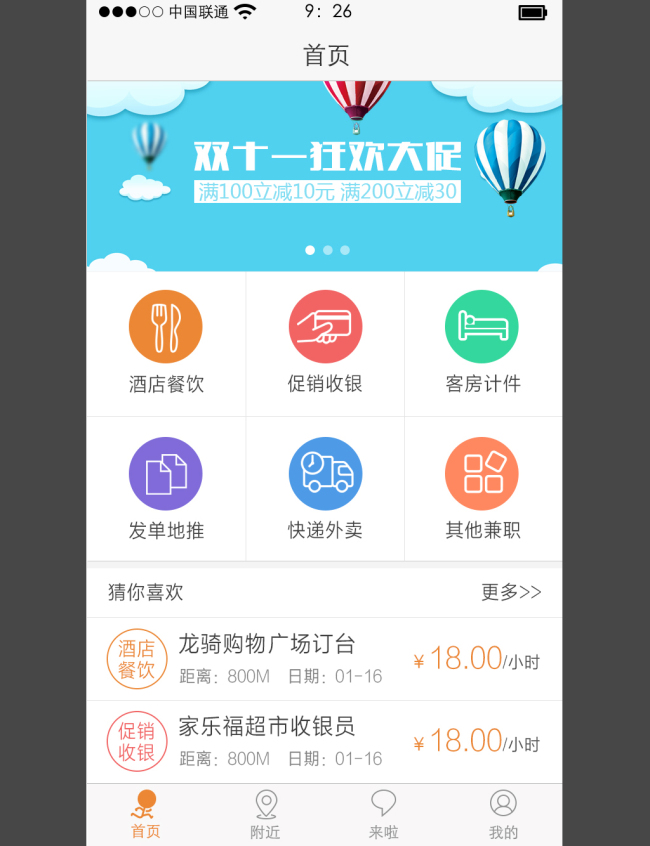 中国联通
9：26
首页
双十一狂欢大促
满100立减10元 满200立减30
酒店餐饮
促销收银
客房计件
发单地推
快递外卖
其他兼职
猜你喜欢
更多>>
酒店
餐饮
龙骑购物广场订台
距离：800M 日期：01-16
¥ 18.00/小时
促销
收银
家乐福超市收银员
距离：800M 日期：01-16
¥ 18.00/小时
首页
附近
来啦
我的